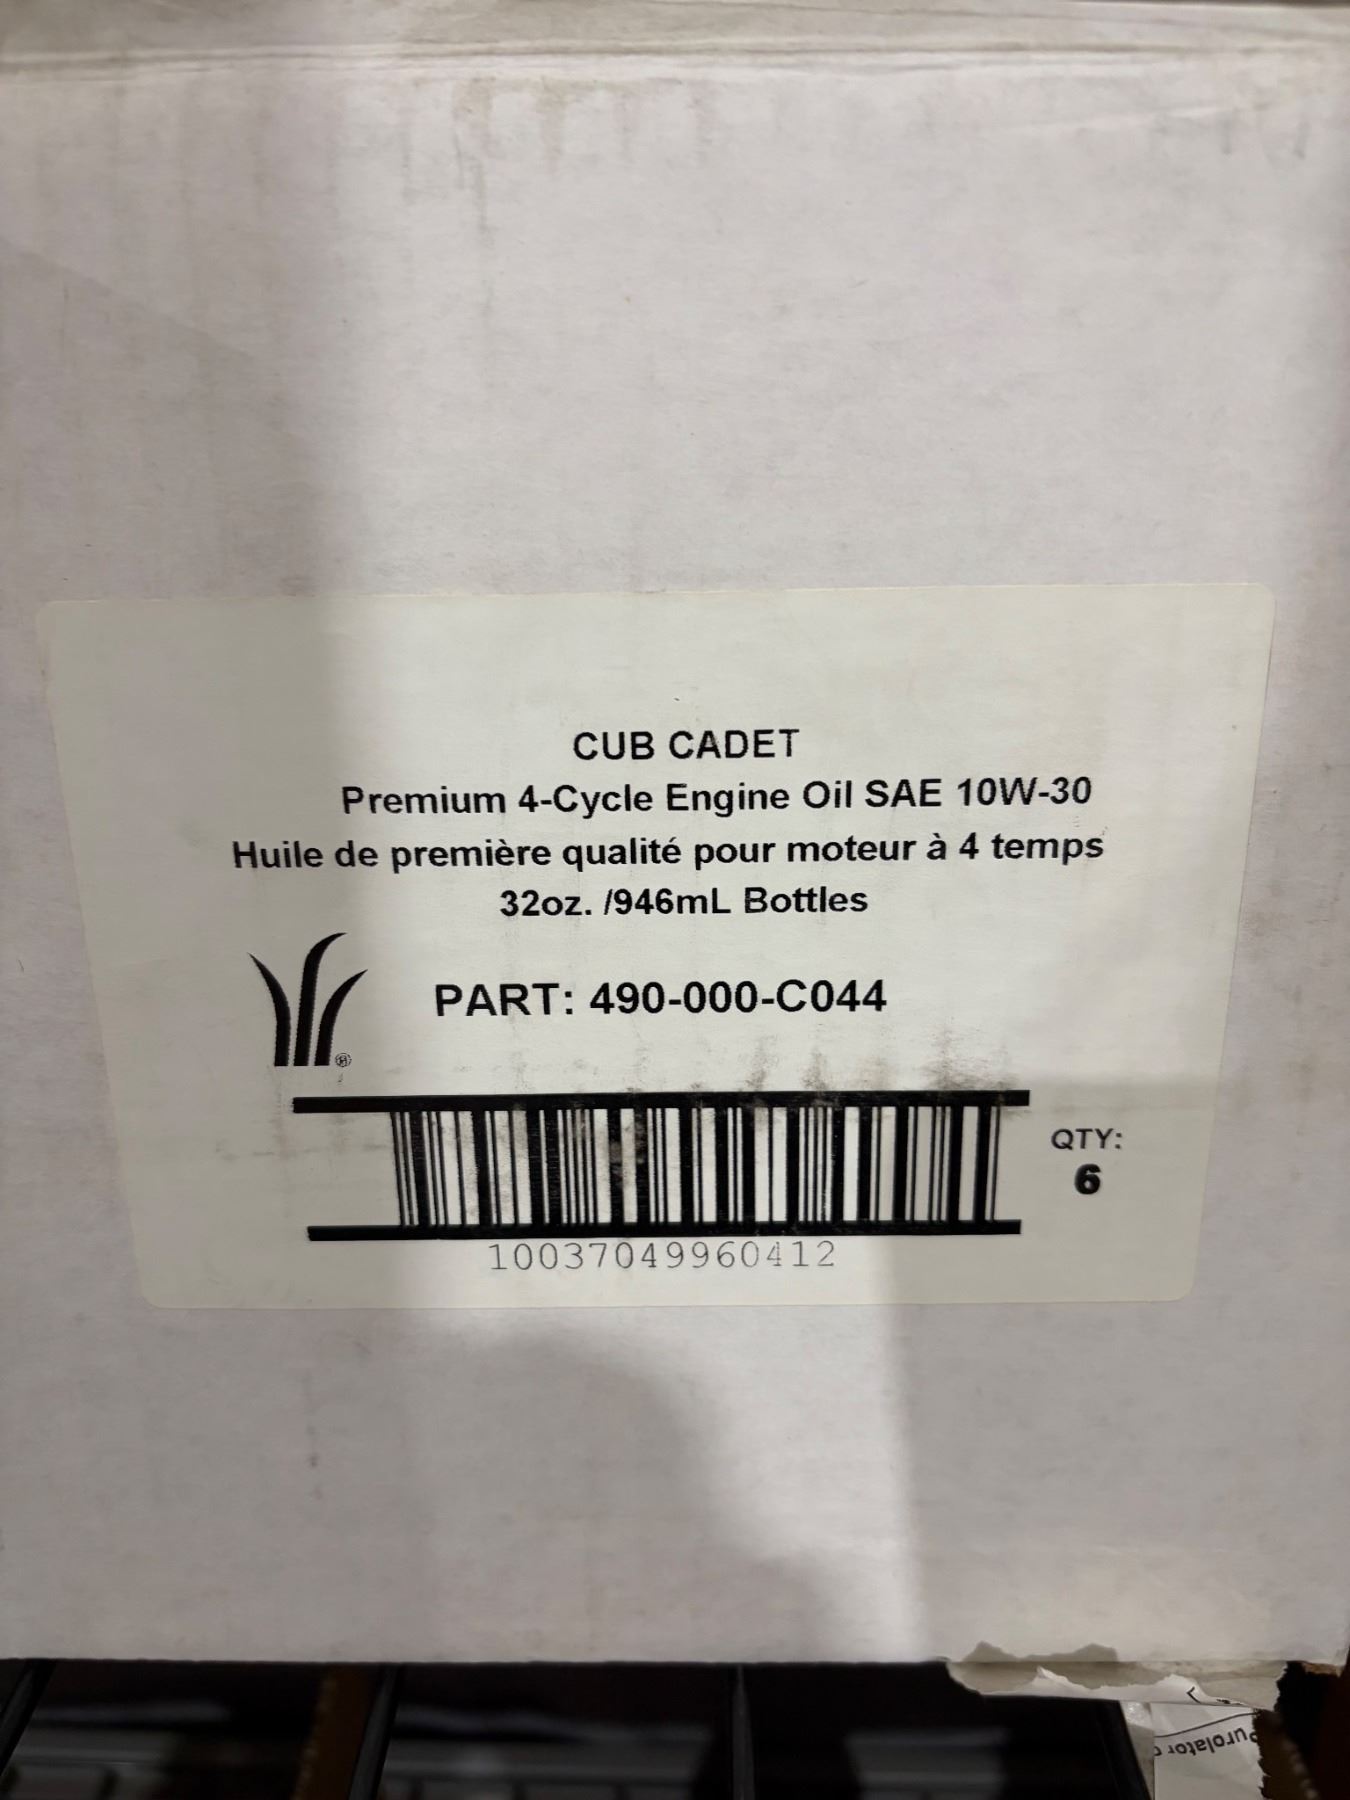 CUB CADET
Premium 4-Cycle Engine Oil SAE 10W-30
Huile de première qualité pour moteur à 4 temps
32oz. /946mL Bottles
PART: 490-000-C044
®
QTY:
6
10037049960412
Purolator